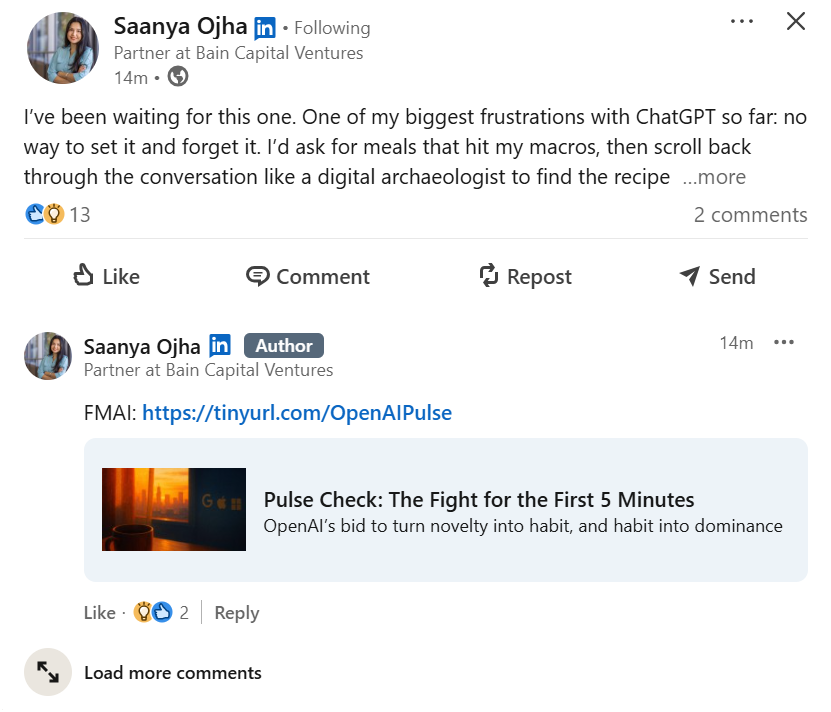 Saanya Ojha in • Following
Partner at Bain Capital Ventures
14m •
I’ve been waiting for this one. One of my biggest frustrations with ChatGPT so far: no
way to set it and forget it. I’d ask for meals that hit my macros, then scroll back
through the conversation like a digital archaeologist to find the recipe ...more
13
2 comments
Like
Comment
Repost
Send
Saanya Ojha in Author
14m
Partner at Bain Capital Ventures
FMAI: https://tinyurl.com/OpenAIPulse
G
Pulse Check: The Fight for the First 5 Minutes
OpenAI’s bid to turn novelty into habit, and habit into dominance
Like · 2 Reply
Load more comments